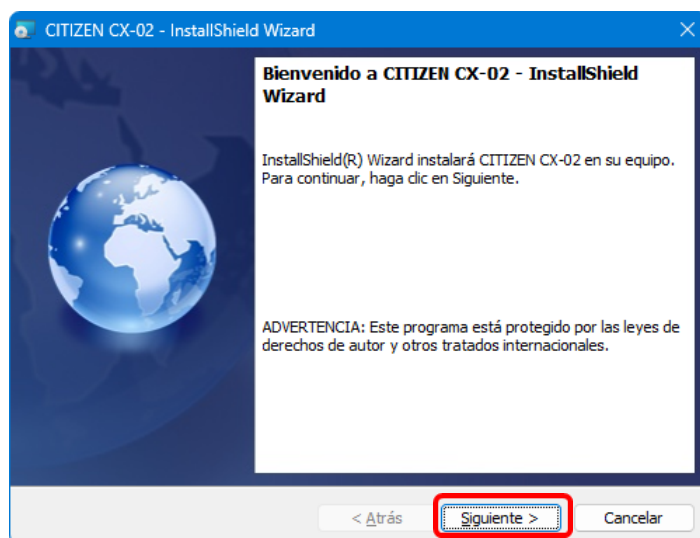 CITIZEN CX-02 - InstallShield Wizard
Bienvenido a CITIZEN CX-02 - InstallShield
Wizard
InstallShield(R) Wizard instalará CITIZEN CX-02 en su equipo.
Para continuar, haga clic en Siguiente.
ADVERTENCIA: Este programa está protegido por las leyes de
derechos de autor y otros tratados internacionales.
< Atrás Siguiente > Cancelar